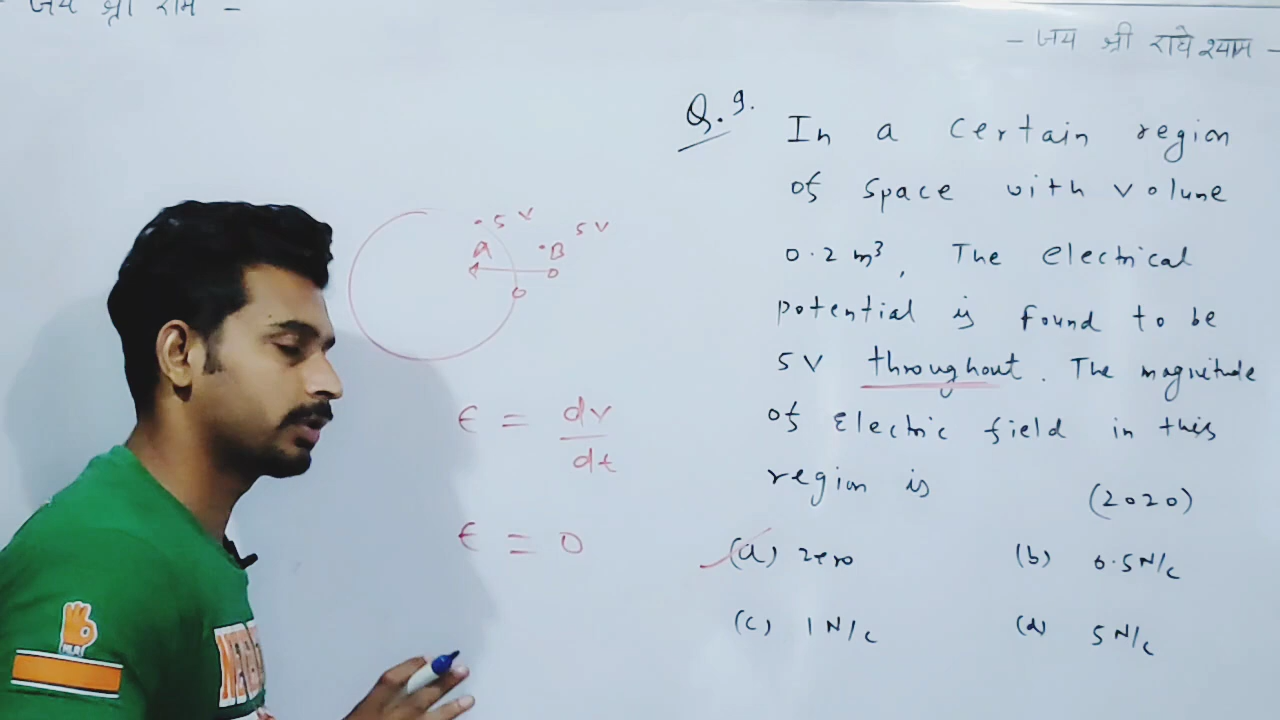 जय श्री राम -
- जय श्री राधे श्याम -
Q.9.
In a certain region
of space with volume
0.2 m³, The electrical
potential is found to be
5V throughout. The magnitude
of Electric field in this
region is
(2020)
(a) zero
(b) 0.5 N/C
(c) 1 N/C
(d) 5 N/C
5 V
5 V
A
B
E = dv/dt
E = 0